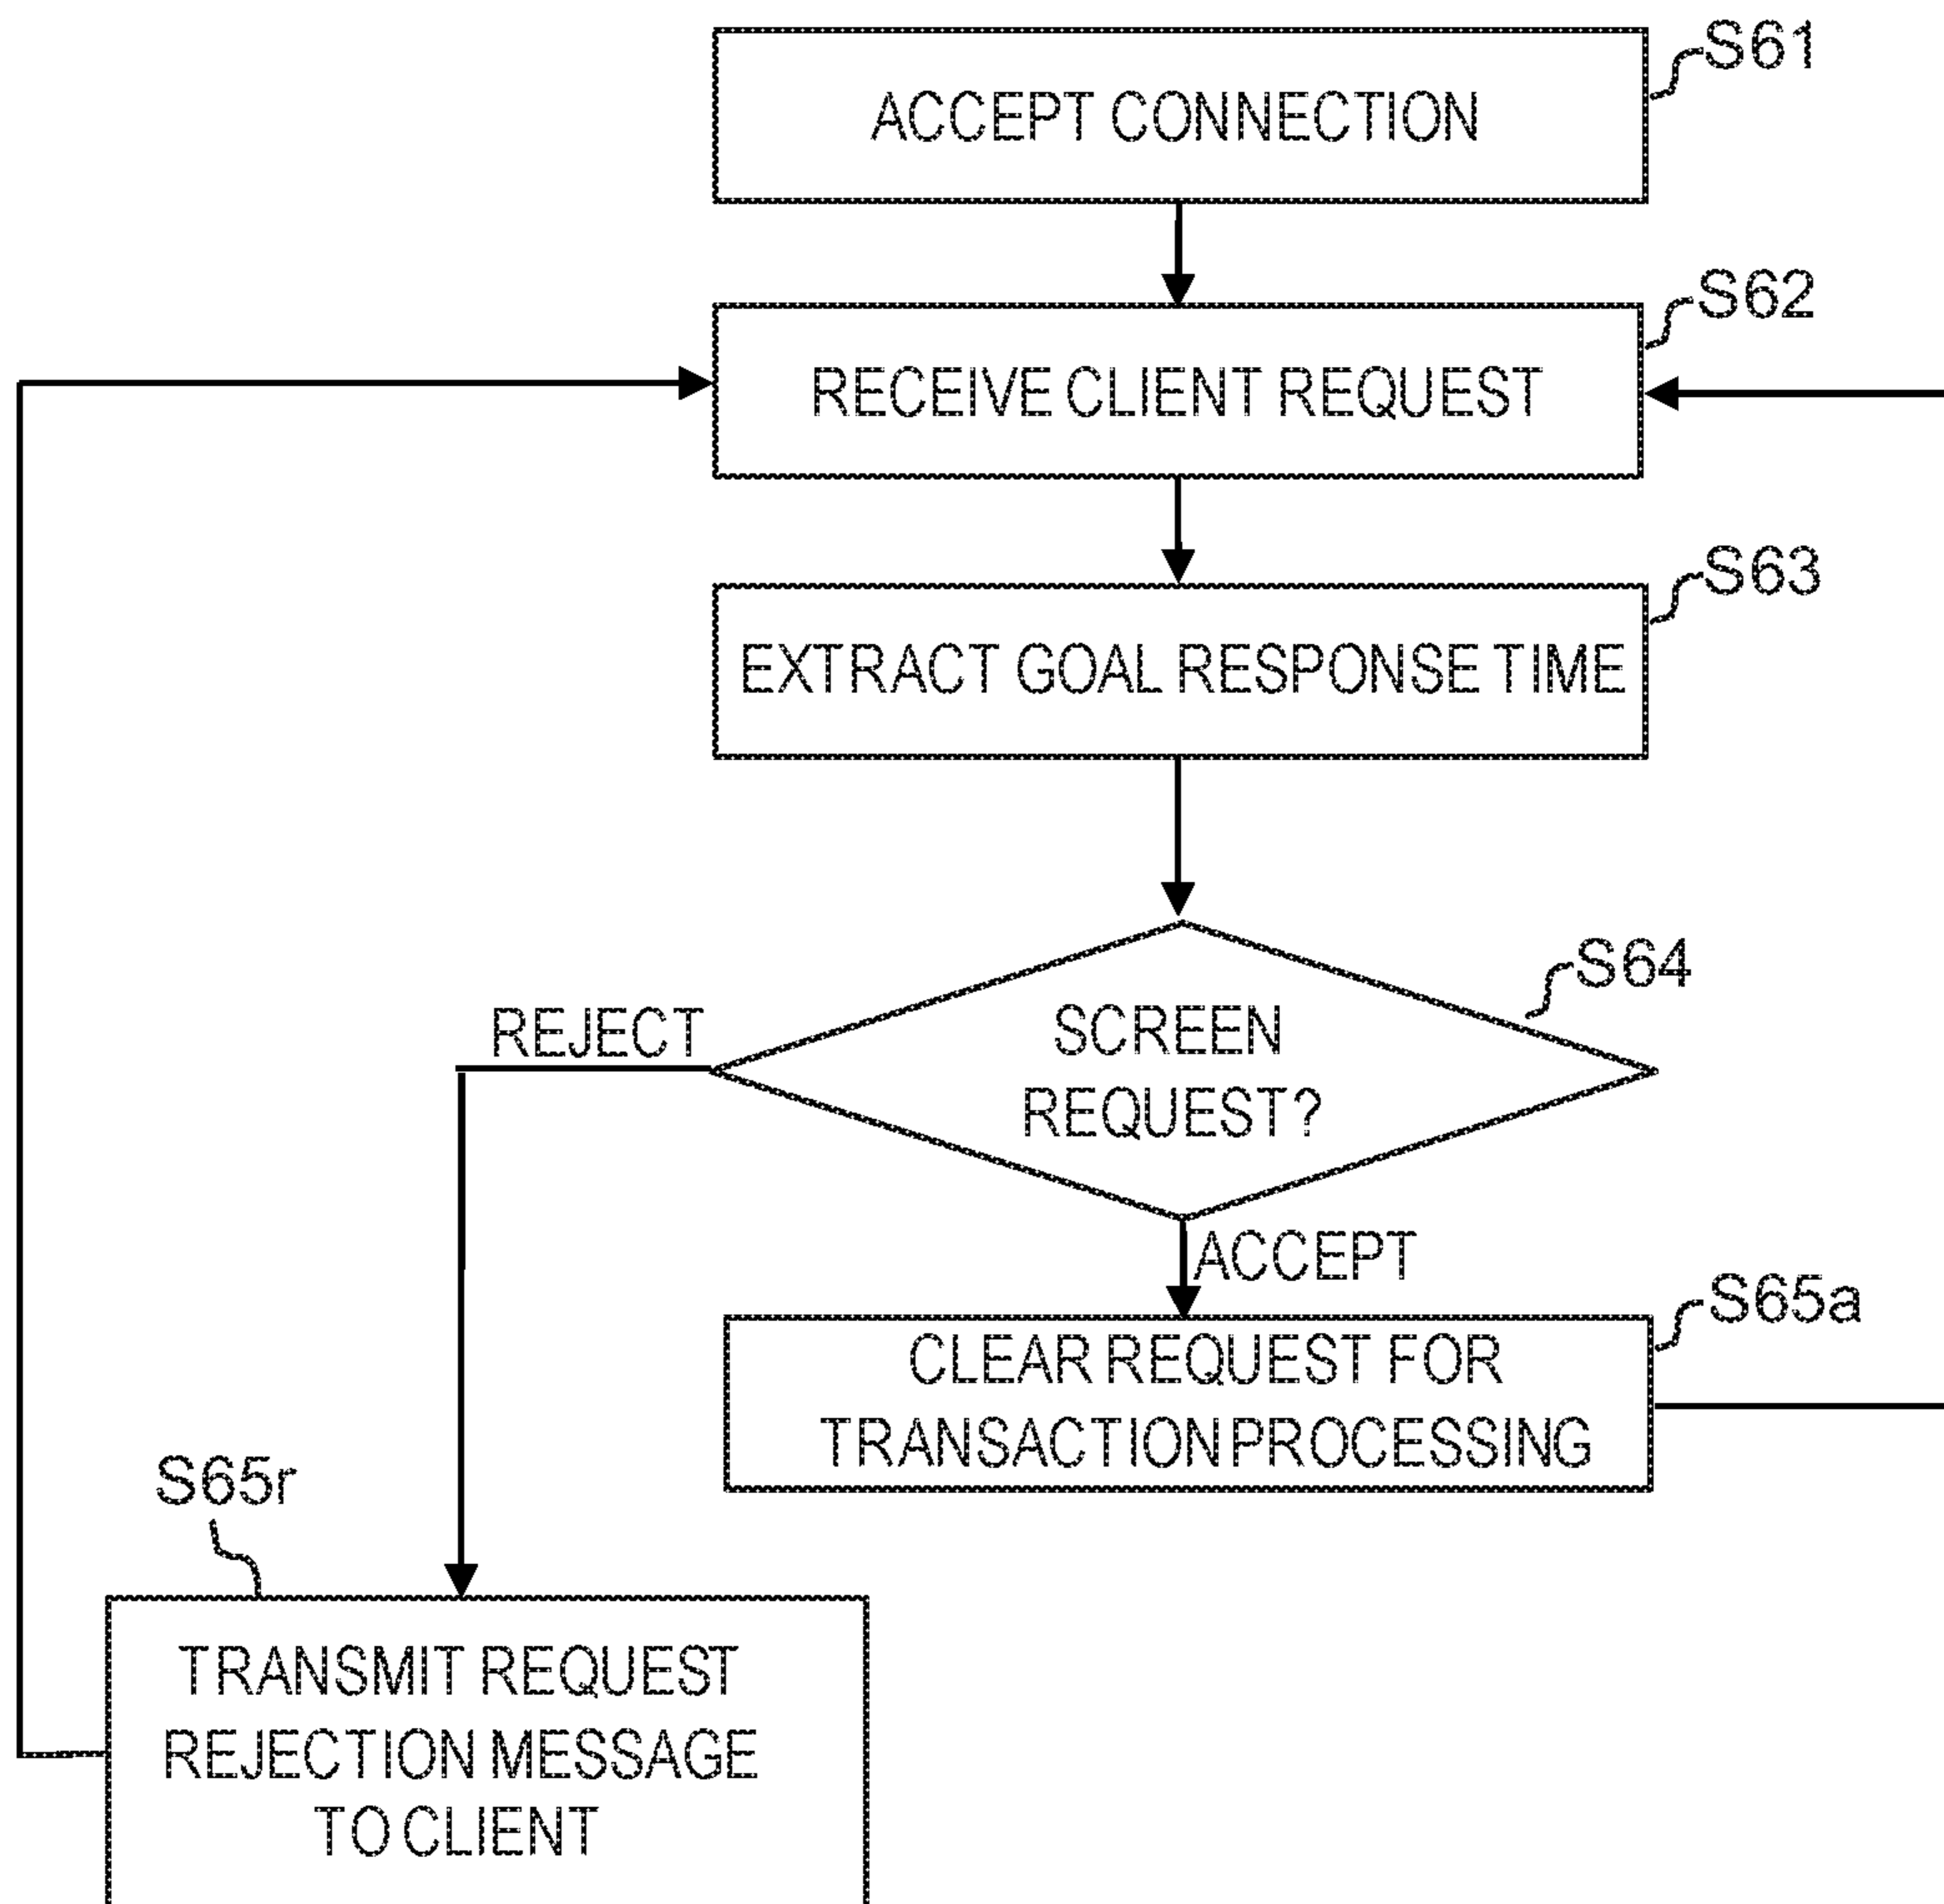 S61
ACCEPT CONNECTION
S62
RECEIVE CLIENT REQUEST
S63
EXTRACT GOAL RESPONSE TIME
S64
REJECT
SCREEN
REQUEST?
ACCEPT
S65a
CLEAR REQUEST FOR
TRANSACTION PROCESSING
S65r
TRANSMIT REQUEST
REJECTION MESSAGE
TO CLIENT